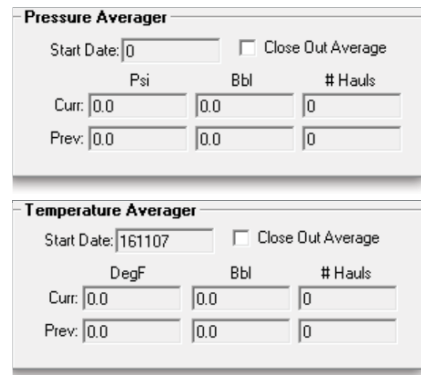 Pressure Averager
Start Date: 0 Close Out Average
Psi Bbl # Hauls
Curr: 0.0 0.0 0
Prev: 0.0 0.0 0
Temperature Averager
Start Date: 161107 Close Out Average
DegF Bbl # Hauls
Curr: 0.0 0.0 0
Prev: 0.0 0.0 0